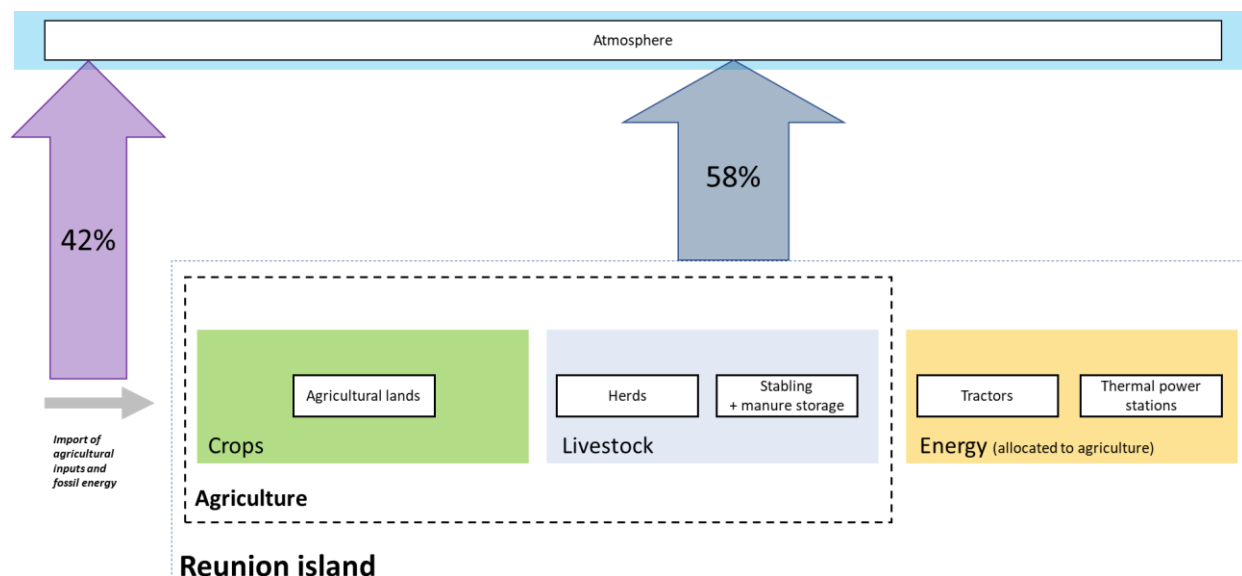 Atmosphere
58%
42%
Agricultural lands
Herds
Stabling
+ manure storage
Tractors
Thermal power
stations
Import of
agricultural
inputs and
fossil energy
Crops
Livestock
Energy (allocated to agriculture)
Agriculture
Reunion island